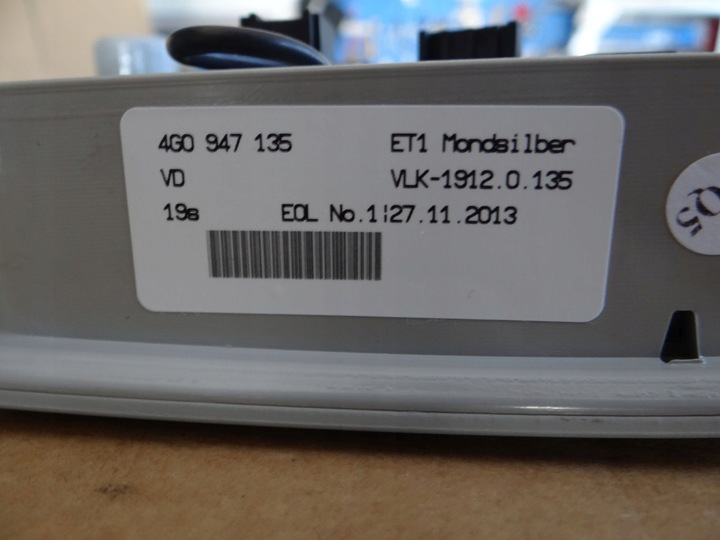 4G0 947 135 ET1 Mondsilber
VD VLK-1912.0.135
19s EOL No.1¦27.11.2013